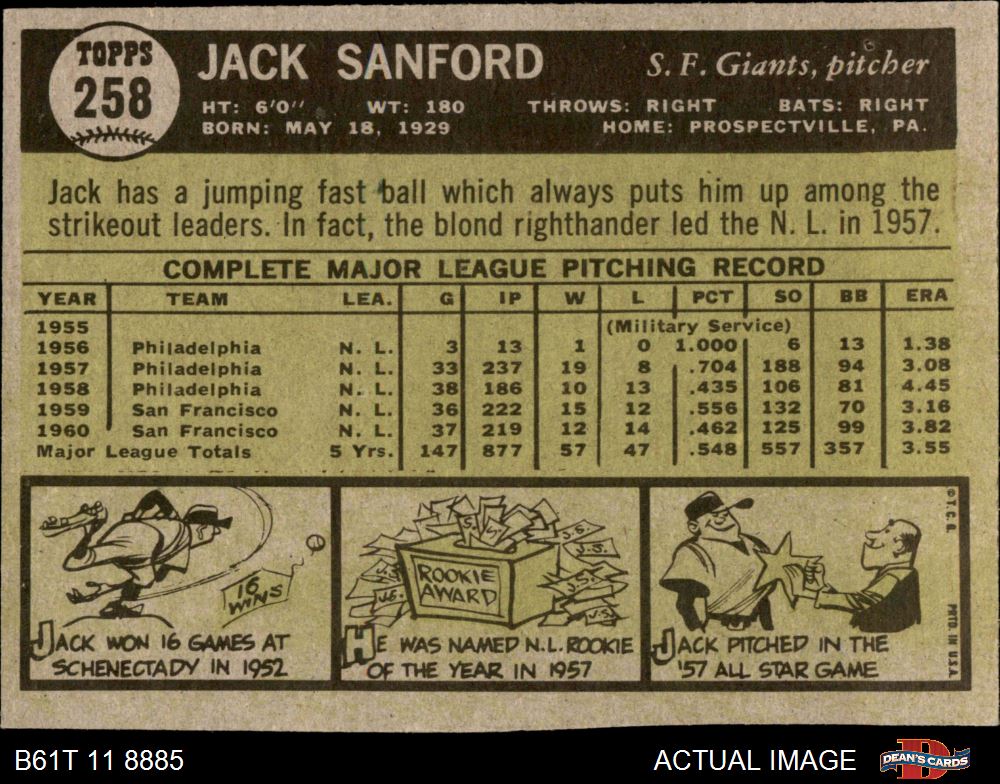 TOPPS
258
JACK SANFORD
S. F. Giants, pitcher
HT: 6'0" WT: 180 THROWS: RIGHT BATS: RIGHT
BORN: MAY 18, 1929 HOME: PROSPECTVILLE, PA.
Jack has a jumping fast ball which always puts him up among the
strikeout leaders. In fact, the blond righthander led the N. L. in 1957.
COMPLETE MAJOR LEAGUE PITCHING RECORD
YEAR TEAM LEA. G IP W L PCT SO BB ERA
1955 (Military Service)
1956 Philadelphia N. L. 3 13 1 0 1.000 6 13 1.38
1957 Philadelphia N. L. 33 237 19 8 .704 188 94 3.08
1958 Philadelphia N. L. 38 186 10 13 .435 106 81 4.45
1959 San Francisco N. L. 36 222 15 12 .556 132 70 3.16
1960 San Francisco N. L. 37 219 12 14 .462 125 99 3.82
Major League Totals 5 Yrs. 147 877 57 47 .548 557 357 3.55
16
WINS
JACK WON 16 GAMES AT
SCHENECTADY IN 1952
J.S.
J.S.
J.S.
J.S.
ROOKIE
AWARD
HE WAS NAMED N.L. ROOKIE
OF THE YEAR IN 1957
JACK PITCHED IN THE
'57 ALL STAR GAME
© T. C. G.
PRTD IN U.S.A.
B61T 11 8885
ACTUAL IMAGE
D
DEAN'S CARDS